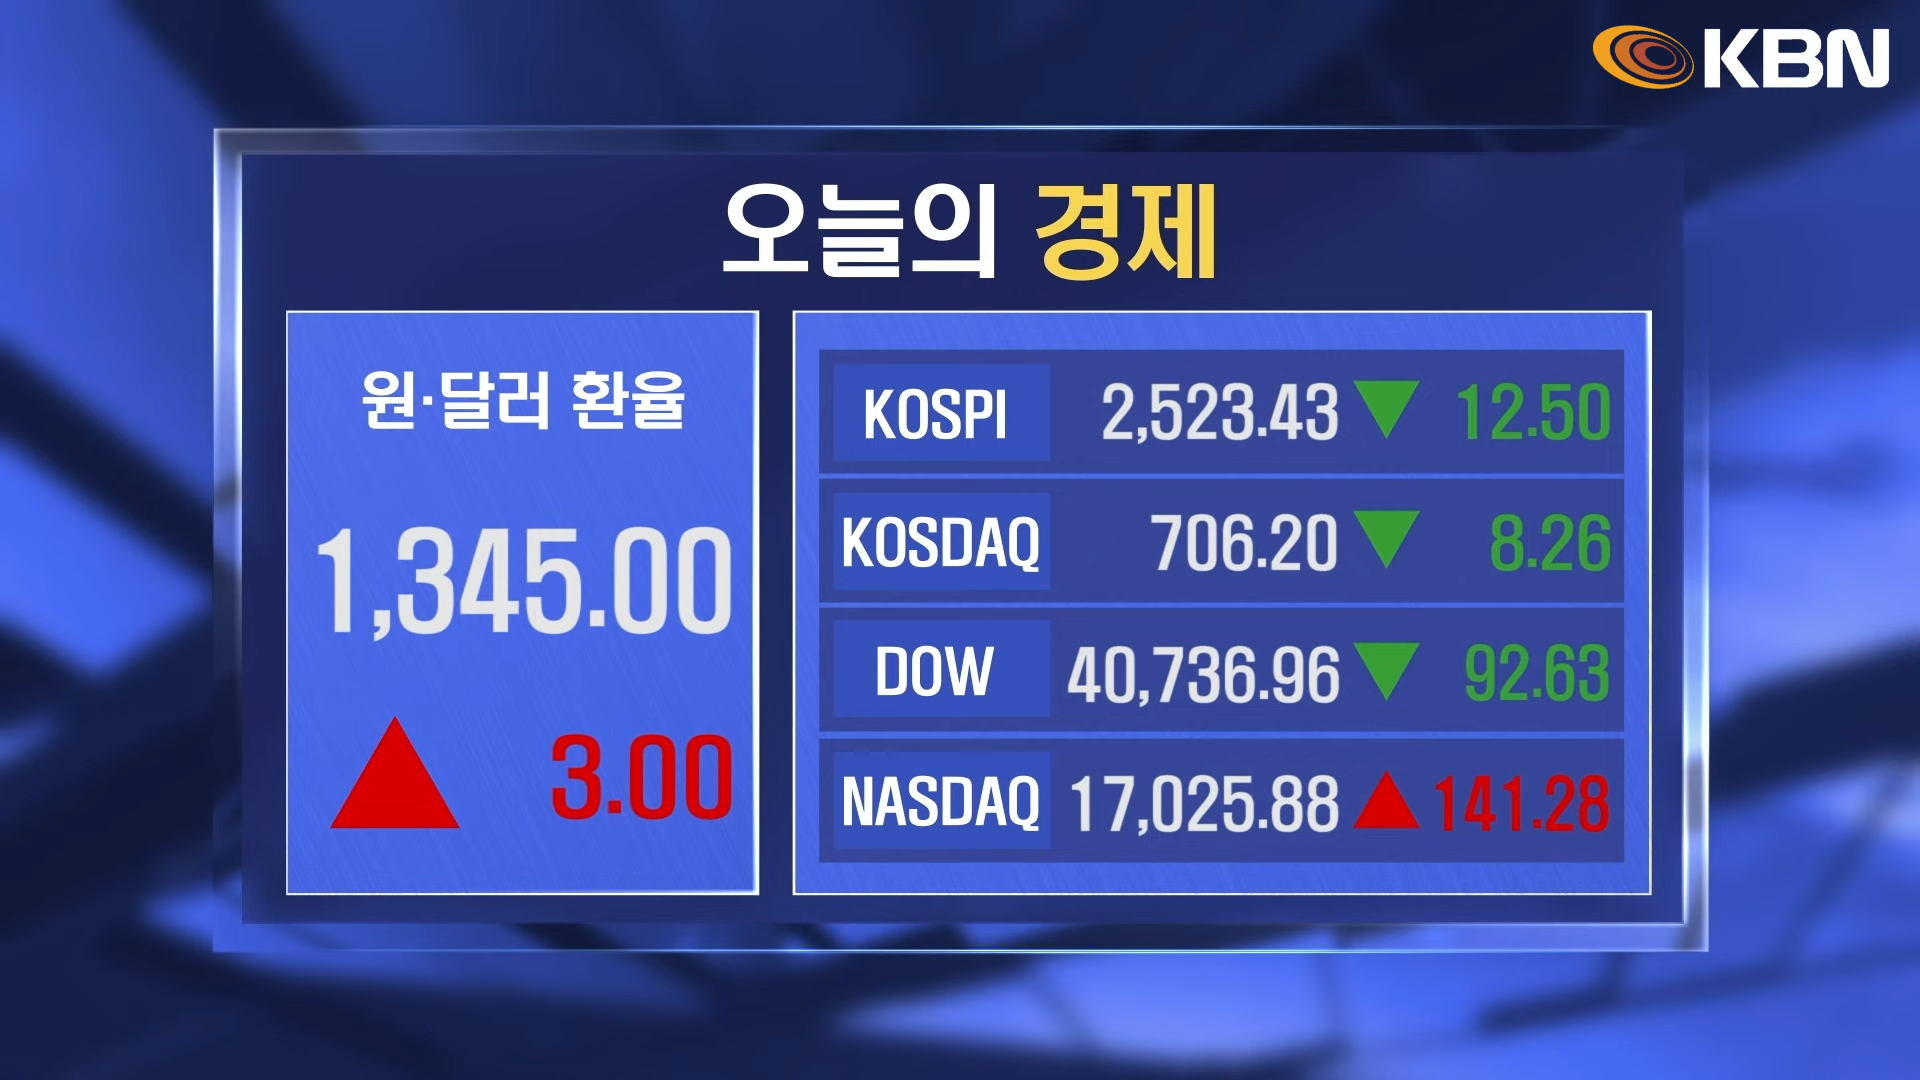 KBN
오늘의 경제
원·달러 환율
1,345.00
▲ 3.00
KOSPI 2,523.43 ▼ 12.50
KOSDAQ 706.20 ▼ 8.26
DOW 40,736.96 ▼ 92.63
NASDAQ 17,025.88 ▲ 141.28